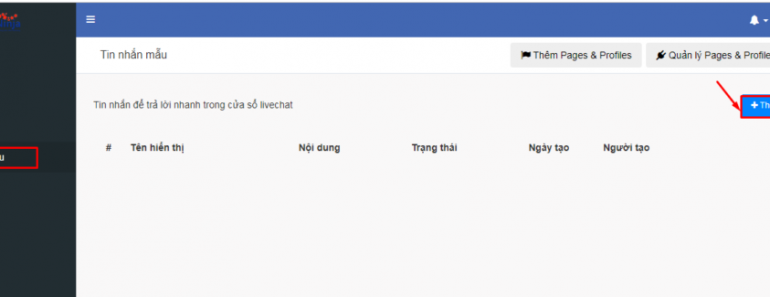 Tin nhắn mẫu
Thêm Pages & Profiles
Quản lý Pages & Profile
Tin nhắn để trả lời nhanh trong cửa sổ livechat
+ Th
u
# Tên hiển thị Nội dung Trạng thái Ngày tạo Người tạo